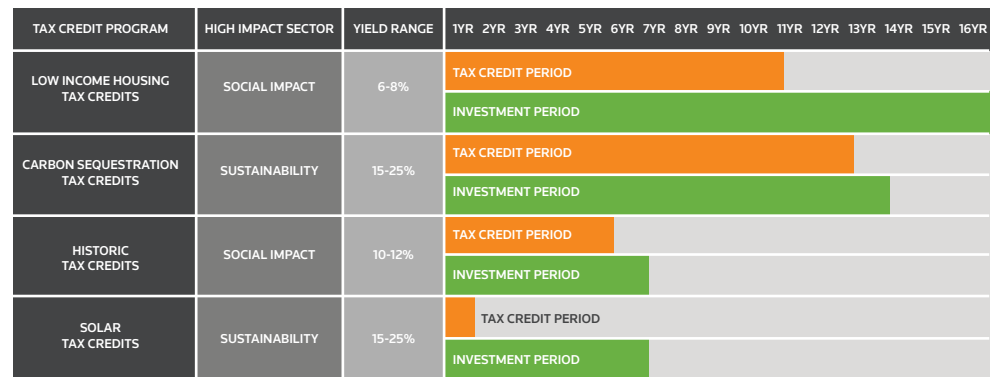 TAX CREDIT PROGRAM HIGH IMPACT SECTOR YIELD RANGE 1YR 2YR 3YR 4YR 5YR 6YR 7YR 8YR 9YR 10YR 11YR 12YR 13YR 14YR 15YR 16YR
LOW INCOME HOUSING
TAX CREDITS
SOCIAL IMPACT
6-8%
TAX CREDIT PERIOD
INVESTMENT PERIOD
CARBON SEQUESTRATION
TAX CREDITS
SUSTAINABILITY
15-25%
TAX CREDIT PERIOD
INVESTMENT PERIOD
HISTORIC
TAX CREDITS
SOCIAL IMPACT
10-12%
TAX CREDIT PERIOD
INVESTMENT PERIOD
SOLAR
TAX CREDITS
SUSTAINABILITY
15-25%
TAX CREDIT PERIOD
INVESTMENT PERIOD